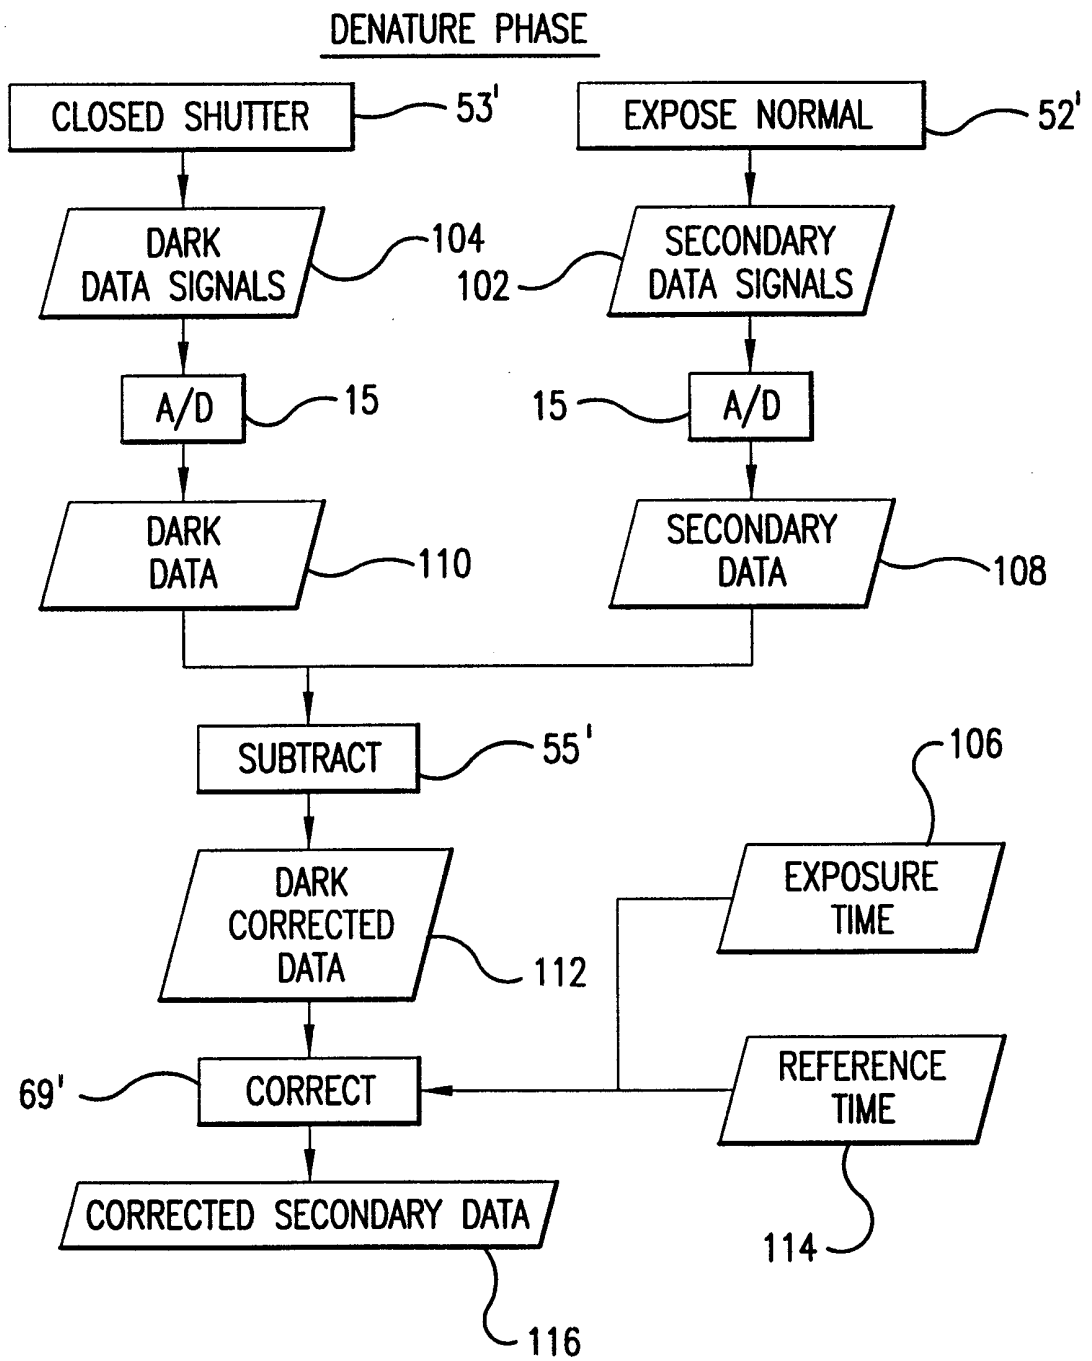 DENATURE PHASE
CLOSED SHUTTER
53'
EXPOSE NORMAL
52'
DARK
DATA SIGNALS
104
SECONDARY
DATA SIGNALS
102
A/D
15
15
A/D
DARK
DATA
110
SECONDARY
DATA
108
SUBTRACT
55'
106
DARK
CORRECTED
DATA
112
EXPOSURE
TIME
69'
CORRECT
REFERENCE
TIME
114
CORRECTED SECONDARY DATA
116